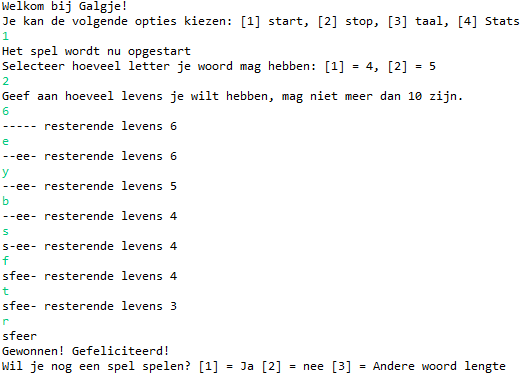 Welkom bij Galgje!
Je kan de volgende opties kiezen: [1] start, [2] stop, [3] taal, [4] Stats
1
Het spel wordt nu opgestart
Selecteer hoeveel letter je woord mag hebben: [1] = 4, [2] = 5
2
Geef aan hoeveel levens je wilt hebben, mag niet meer dan 10 zijn.
6
----- resterende levens 6
e
--ee- resterende levens 6
y
--ee- resterende levens 5
b
--ee- resterende levens 4
s
s-ee- resterende levens 4
f
sfee- resterende levens 4
t
sfee- resterende levens 3
r
sfeer
Gewonnen! Gefeliciteerd!
Wil je nog een spel spelen? [1] = Ja [2] = nee [3] = Andere woord lengte